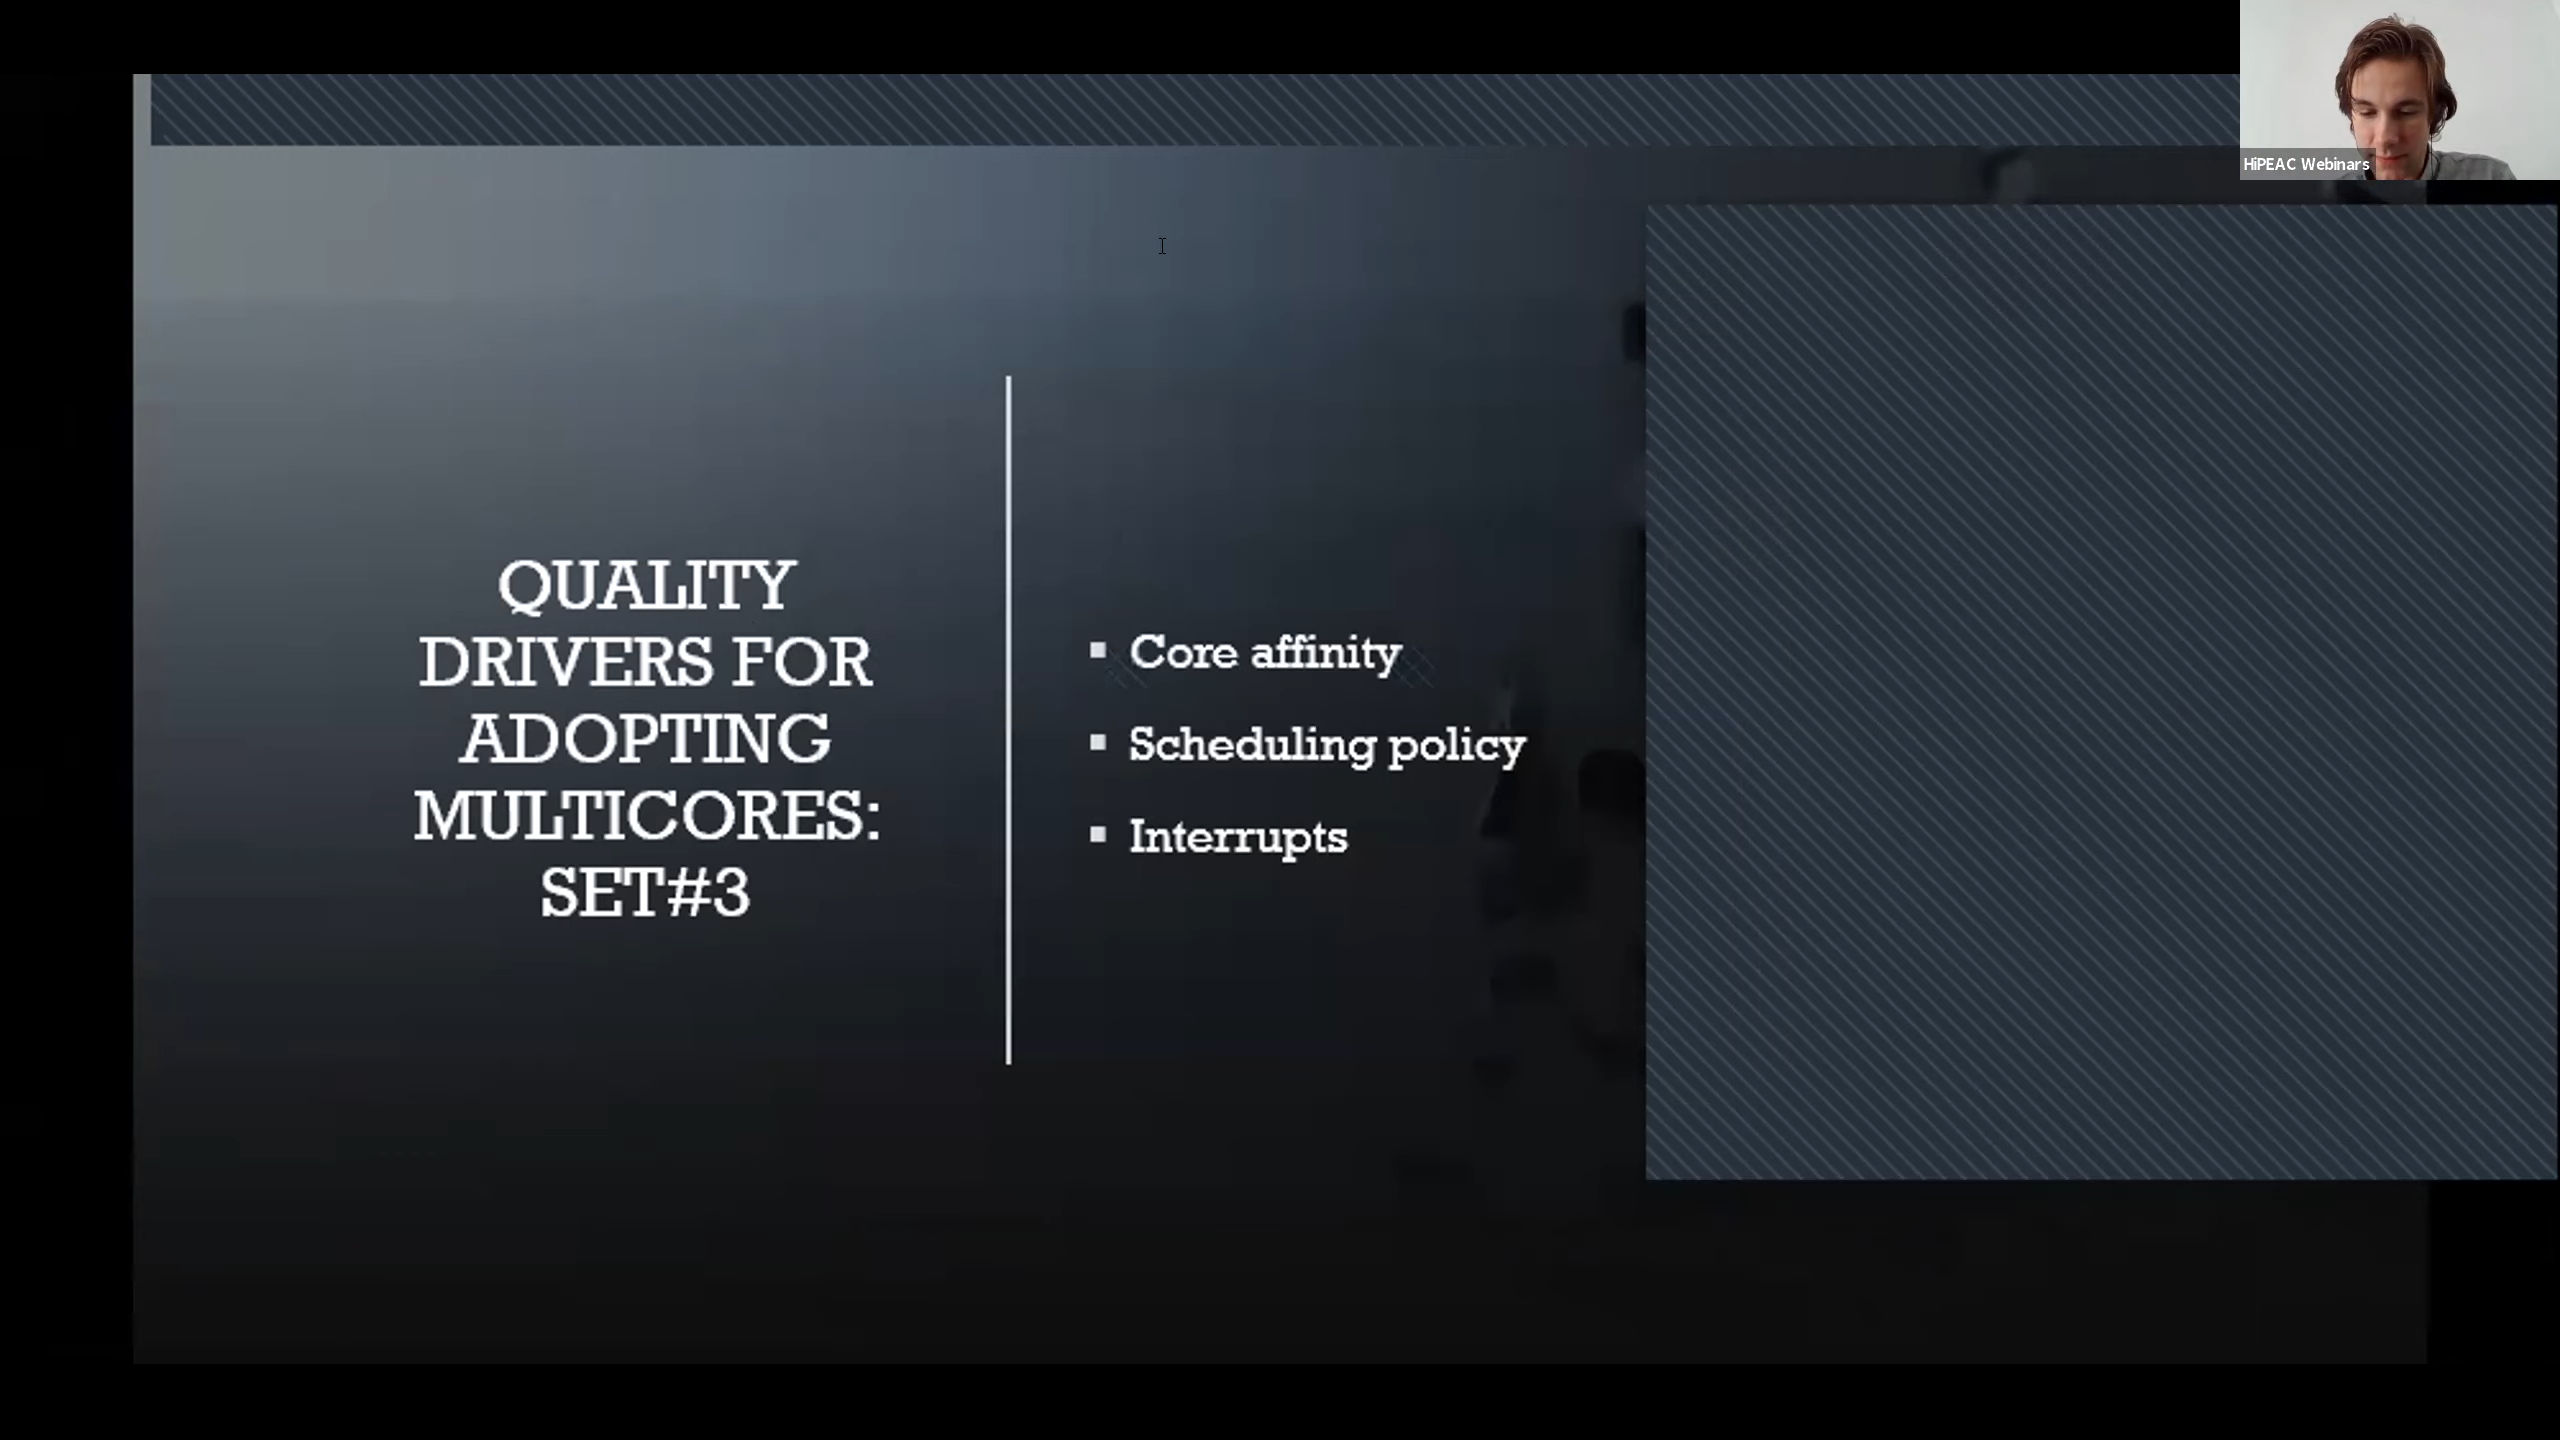 HiPEAC Webinars
QUALITY
DRIVERS FOR
ADOPTING
MULTICORES:
SET#3
Core affinity
Scheduling policy
Interrupts